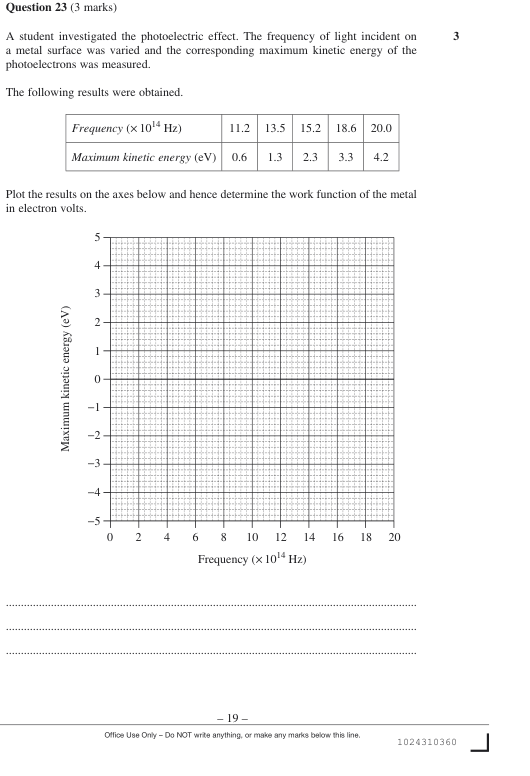 Question 23 (3 marks)
A student investigated the photoelectric effect. The frequency of light incident on 3
a metal surface was varied and the corresponding maximum kinetic energy of the
photoelectrons was measured.
The following results were obtained.
Frequency (× 10¹⁴ Hz) 11.2 13.5 15.2 18.6 20.0
Maximum kinetic energy (eV) 0.6 1.3 2.3 3.3 4.2
Plot the results on the axes below and hence determine the work function of the metal
in electron volts.
5
4
3
2
1
0
−1
−2
−3
−4
−5
Maximum kinetic energy (eV)
0 2 4 6 8 10 12 14 16 18 20
Frequency (× 10¹⁴ Hz)
– 19 –
Office Use Only – Do NOT write anything, or make any marks below this line.
1024310360